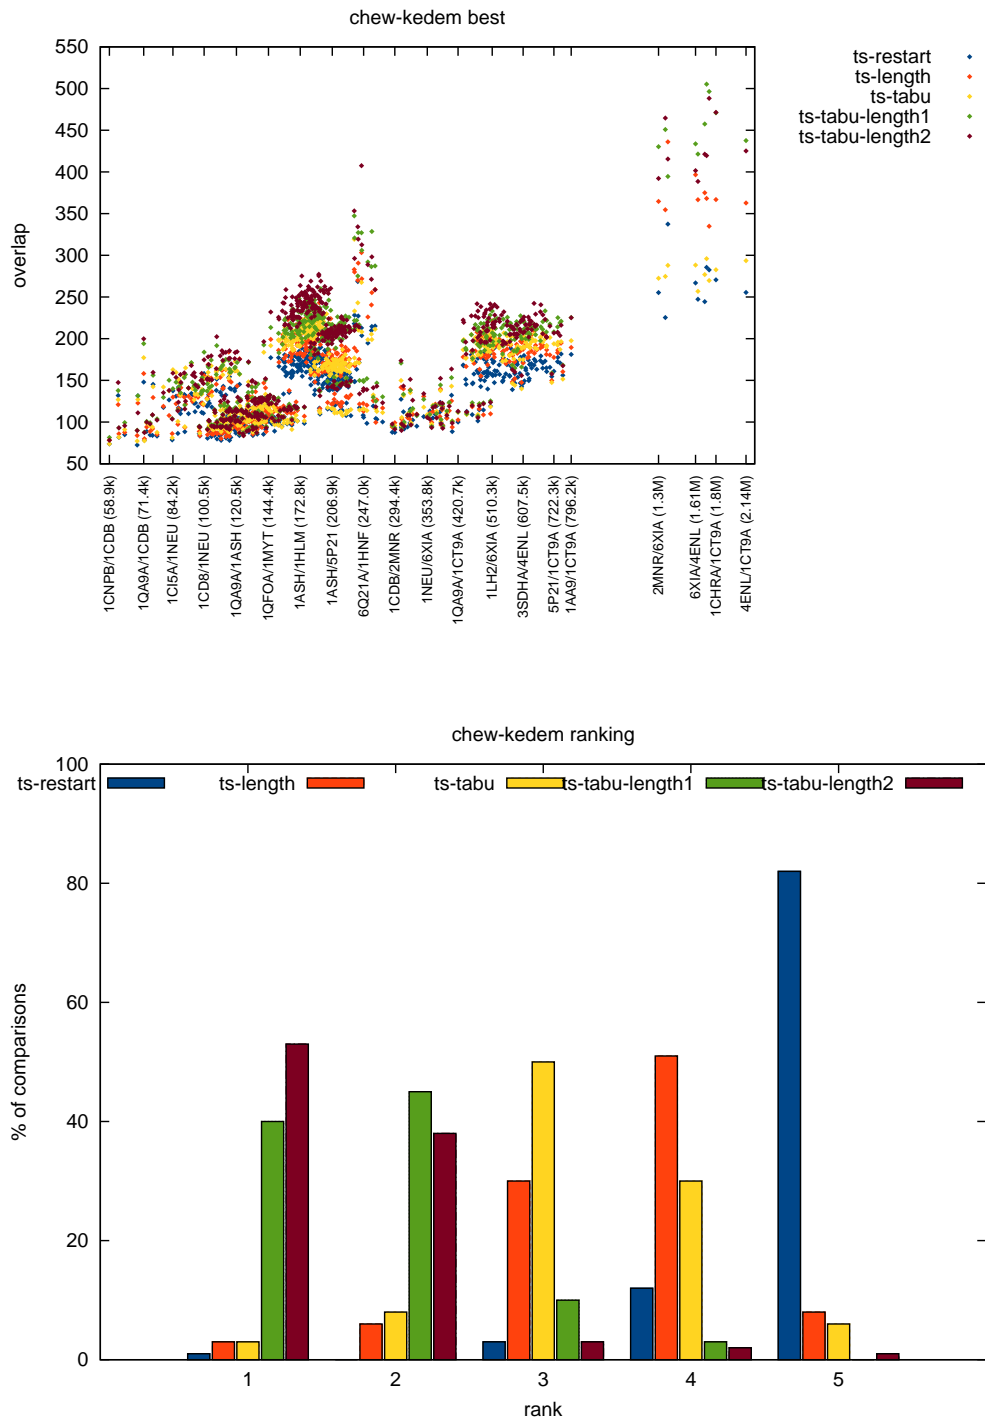 chew-kedem best
550
500
450
400
350
300
250
200
150
100
50
overlap
ts-restart
ts-length
ts-tabu
ts-tabu-length1
ts-tabu-length2
1CNPB/1CDB (58.9k)
1QA9A/1CDB (71.4k)
1CI5A/1NEU (84.2k)
1CD8/1NEU (100.5k)
1QA9A/1ASH (120.5k)
1QFOA/1MYT (144.4k)
1ASH/1HLM (172.8k)
1ASH/5P21 (206.9k)
6Q21A/1HNF (247.0k)
1CDB/2MNR (294.4k)
1NEU/6XIA (353.8k)
1QA9A/1CT9A (420.7k)
1LH2/6XIA (510.3k)
3SDHA/4ENL (607.5k)
5P21/1CT9A (722.3k)
1AA9/1CT9A (796.2k)
2MNR/6XIA (1.3M)
6XIA/4ENL (1.61M)
1CHRA/1CT9A (1.8M)
4ENL/1CT9A (2.14M)
chew-kedem ranking
100
80
60
40
20
0
% of comparisons
ts-restart ts-length ts-tabu ts-tabu-length1 ts-tabu-length2
1 2 3 4 5
rank